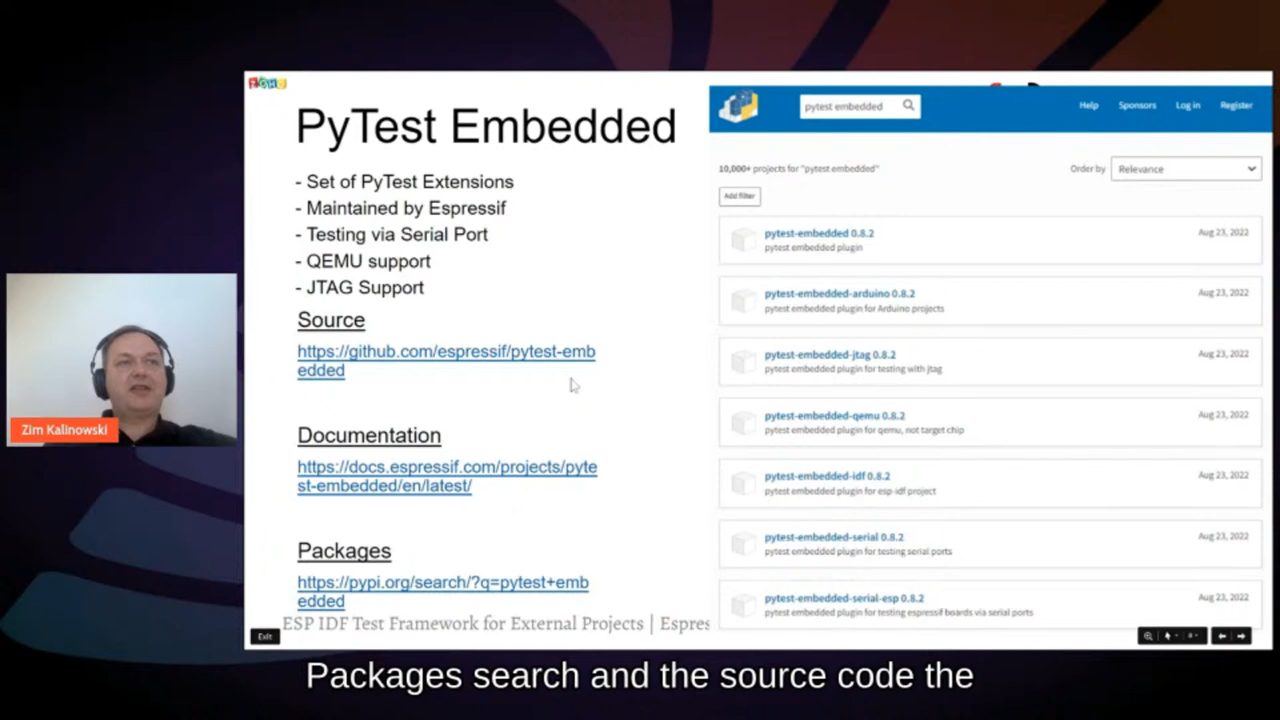 ZOHO
PyTest Embedded
- Set of PyTest Extensions
- Maintained by Espressif
- Testing via Serial Port
- QEMU support
- JTAG Support
Source
https://github.com/espressif/pytest-emb
edded
Documentation
https://docs.espressif.com/projects/pyte
st-embedded/en/latest/
Packages
https://pypi.org/search/?q=pytest+emb
edded
ESP IDF Test Framework for External Projects | Espres
Exit
pytest embedded
Help Sponsors Log in Register
10,000+ projects for "pytest embedded"
Order by Relevance
Add filter
pytest-embedded 0.8.2 Aug 23, 2022
pytest embedded plugin
pytest-embedded-arduino 0.8.2 Aug 23, 2022
pytest embedded plugin for Arduino projects
pytest-embedded-jtag 0.8.2 Aug 23, 2022
pytest embedded plugin for testing with jtag
pytest-embedded-qemu 0.8.2 Aug 23, 2022
pytest embedded plugin for qemu, not target chip
pytest-embedded-idf 0.8.2 Aug 23, 2022
pytest embedded plugin for esp-idf project
pytest-embedded-serial 0.8.2 Aug 23, 2022
pytest embedded plugin for testing serial ports
pytest-embedded-serial-esp 0.8.2 Aug 23, 2022
pytest embedded plugin for testing espressif boards via serial ports
Zim Kalinowski
Packages search and the source code the